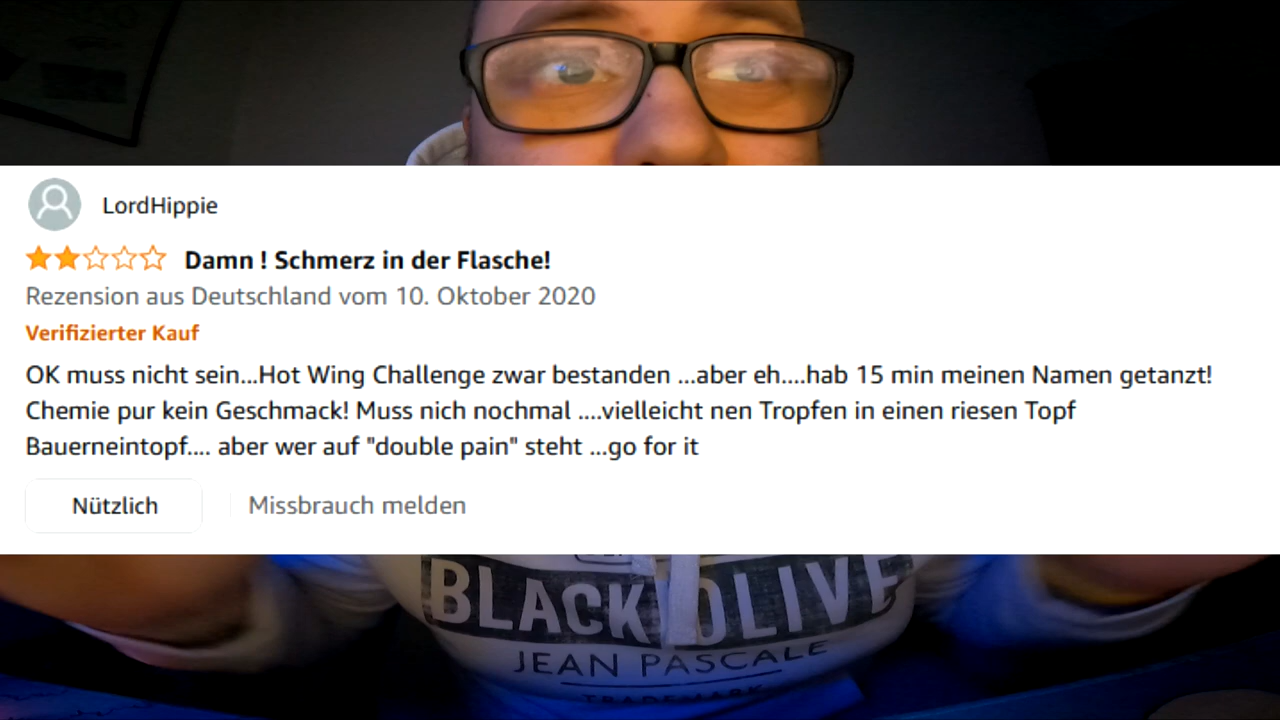 LordHippie
Damn ! Schmerz in der Flasche!
Rezension aus Deutschland vom 10. Oktober 2020
Verifizierter Kauf
OK muss nicht sein...Hot Wing Challenge zwar bestanden ...aber eh....hab 15 min meinen Namen getanzt!
Chemie pur kein Geschmack! Muss nich nochmal ....vielleicht nen Tropfen in einen riesen Topf
Bauerneintopf.... aber wer auf "double pain" steht ...go for it
Nützlich Missbrauch melden
BLACK OLIVE
JEAN PASCALE
TRADEMARK